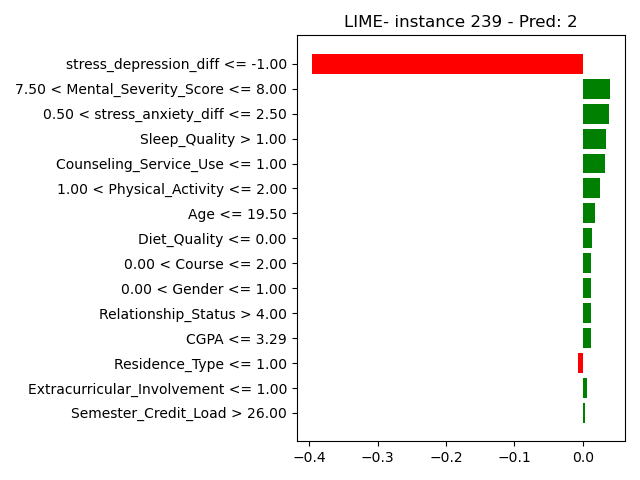 LIME- instance 239 - Pred: 2
stress_depression_diff <= -1.00
7.50 < Mental_Severity_Score <= 8.00
0.50 < stress_anxiety_diff <= 2.50
Sleep_Quality > 1.00
Counseling_Service_Use <= 1.00
1.00 < Physical_Activity <= 2.00
Age <= 19.50
Diet_Quality <= 0.00
0.00 < Course <= 2.00
0.00 < Gender <= 1.00
Relationship_Status > 4.00
CGPA <= 3.29
Residence_Type <= 1.00
Extracurricular_Involvement <= 1.00
Semester_Credit_Load > 26.00
−0.4 −0.3 −0.2 −0.1 0.0